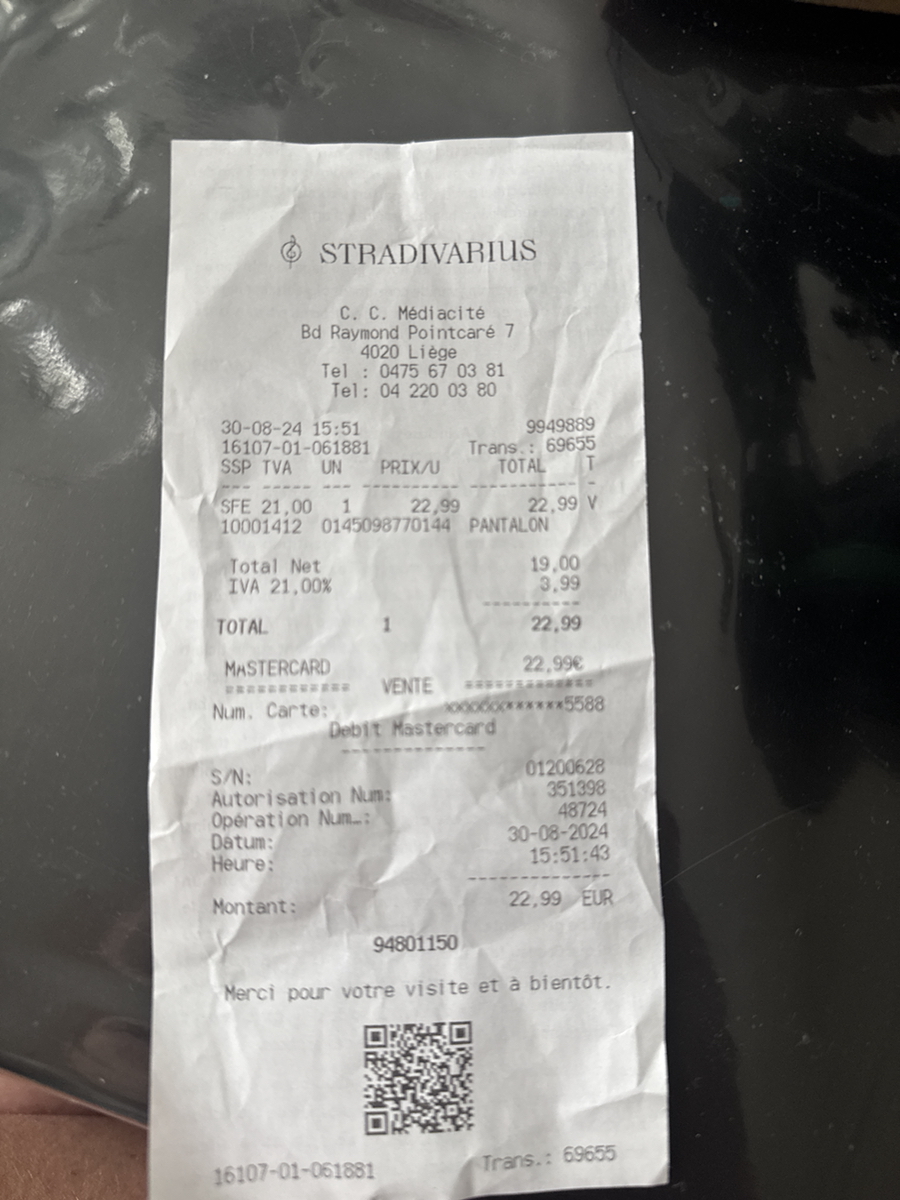 STRADIVARIUS
C. C. Médiacité
Bd Raymond Pointcaré 7
4020 Liège
Tel : 0475 67 03 81
Tel: 04 220 03 80
30-08-24 15:51 9949889
16107-01-061881 Trans.: 69655
SSP TVA UN PRIX/U TOTAL T
--- ----- --- ---------- ----------- -
SFE 21,00 1 22,99 22,99 V
10001412 0145098770144 PANTALON
Total Net 19,00
IVA 21,00% 3,99
----------
TOTAL 1 22,99
MASTERCARD 22,99€
============ VENTE =============
Num. Carte: ************5588
Debit Mastercard
--------------
S/N: 01200628
Autorisation Num: 351398
Opération Num.: 48724
Datum: 30-08-2024
Heure: 15:51:43
--------------
Montant: 22,99 EUR
94801150
Merci pour votre visite et à bientôt.
16107-01-061881 Trans.: 69655